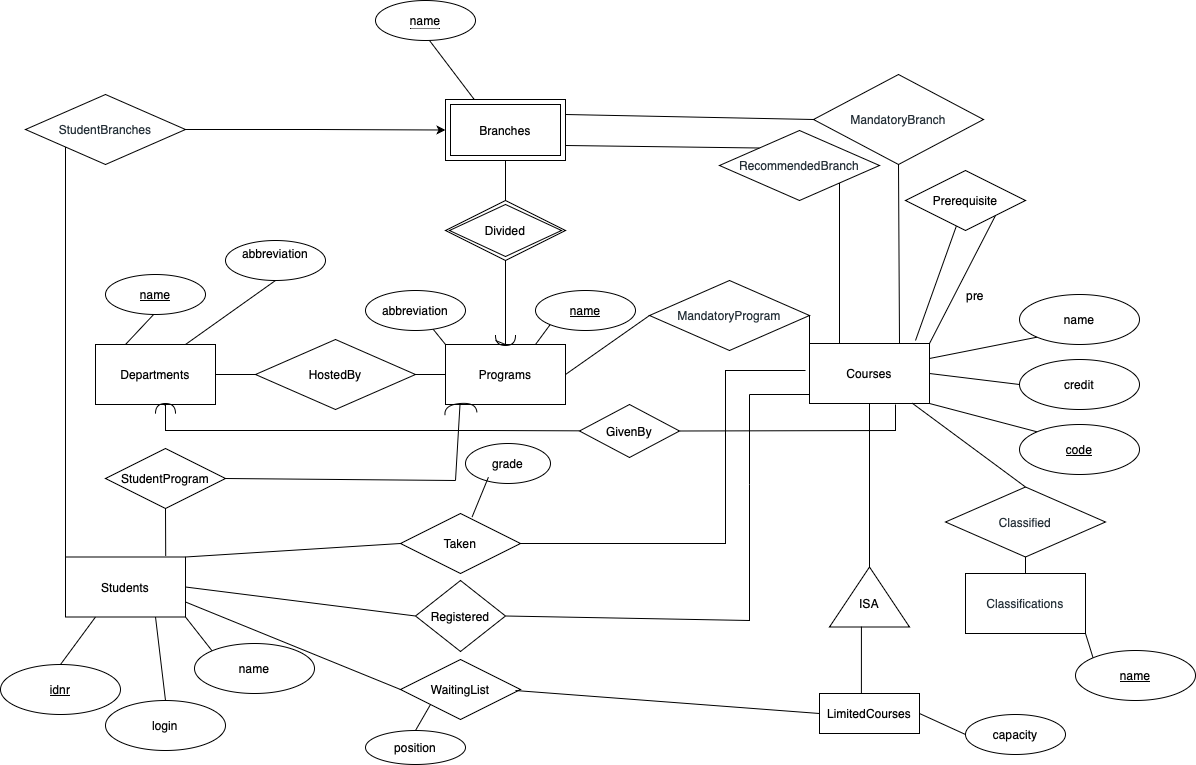 name
StudentBranches
Branches
MandatoryBranch
RecommendedBranch
Prerequisite
Divided
abbreviation
name
abbreviation
name
MandatoryProgram
pre
name
Departments
HostedBy
Programs
Courses
credit
GivenBy
code
StudentProgram
grade
Taken
Classified
Students
Registered
ISA
Classifications
name
idnr
login
name
WaitingList
position
LimitedCourses
capacity